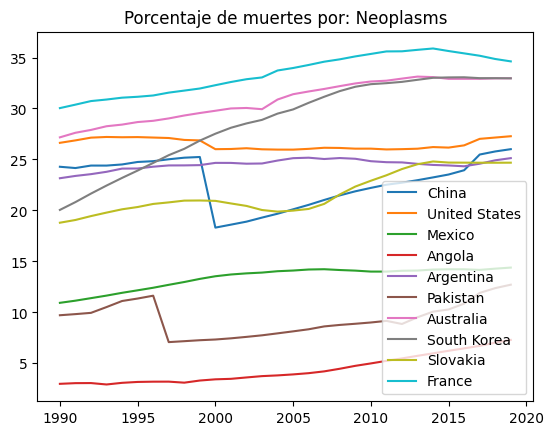 Porcentaje de muertes por: Neoplasms
35
30
25
20
15
10
5
China
United States
Mexico
Angola
Argentina
Pakistan
Australia
South Korea
Slovakia
France
1990
1995
2000
2005
2010
2015
2020